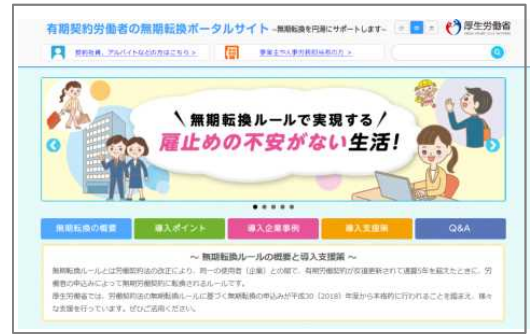 有期契約労働者の無期転換ポータルサイト ~無期転換を円滑にサポートします~
小 中 大
厚生労働省
契約社員、アルバイトなどの方はこちら >
事業主や人事労務担当者の方 >
無期転換ルールで実現する
雇止めの不安がない生活!
無期転換の概要
導入ポイント
導入企業事例
導入支援策
Q&A
~ 無期転換ルールの概要と導入支援策 ~
無期転換ルールとは労働契約法の改正により、同一の使用者(企業)との間で、有期労働契約が反復更新されて通算5年を超えたときに、労
働者の申込みによって無期労働契約に転換されるルールです。
厚生労働省では、労働契約法の無期転換ルールに基づく無期転換の申込みが平成30(2018)年度から本格的に行われることを踏まえ、様々
な支援を行っています。ぜひご活用ください。